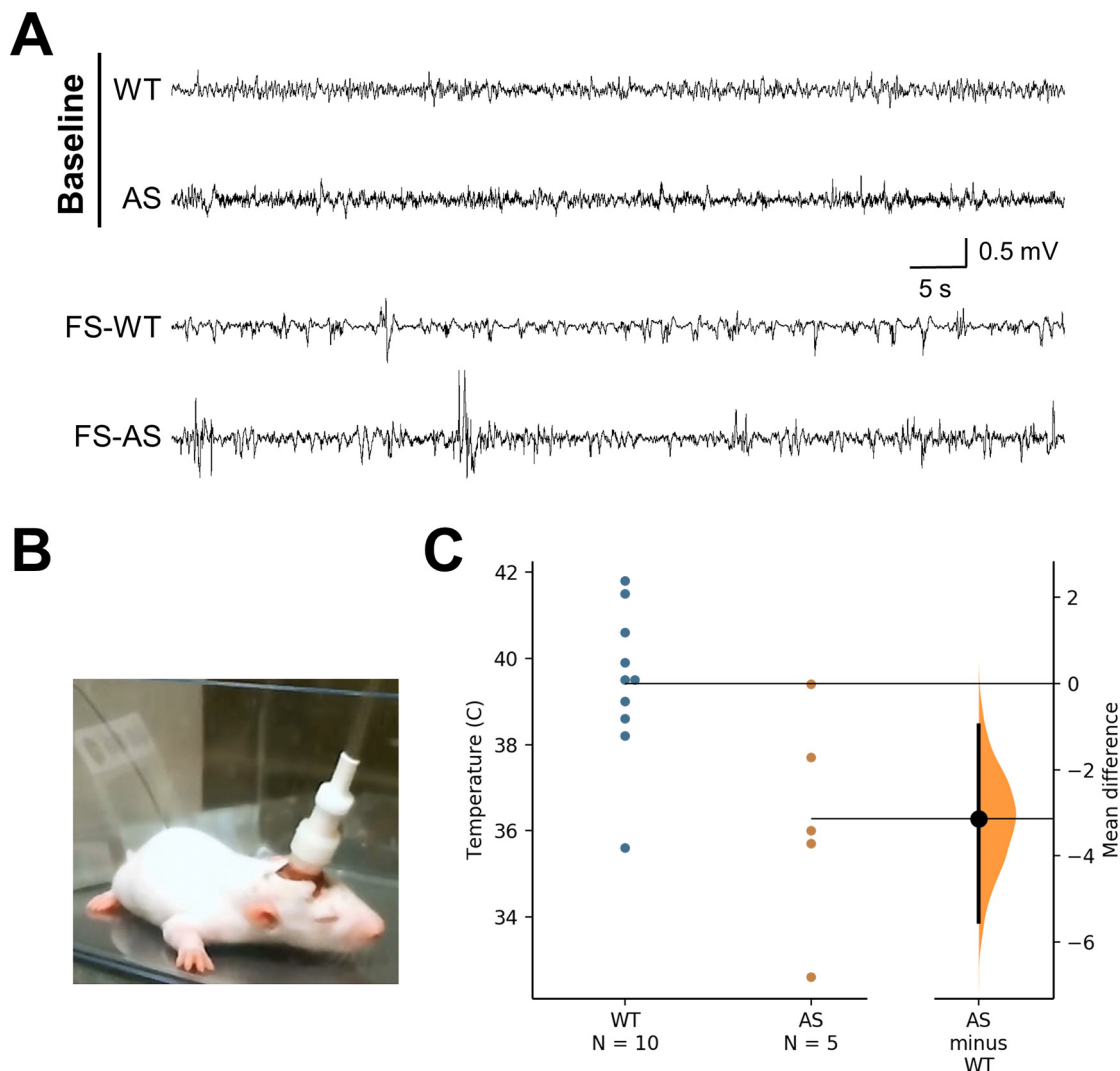 A
Baseline
WT
AS
0.5 mV
5 s
FS-WT
FS-AS
B
C
42
40
38
36
34
Temperature (C)
2
0
−2
−4
−6
Mean difference
WT
N = 10
AS
N = 5
AS
minus
WT